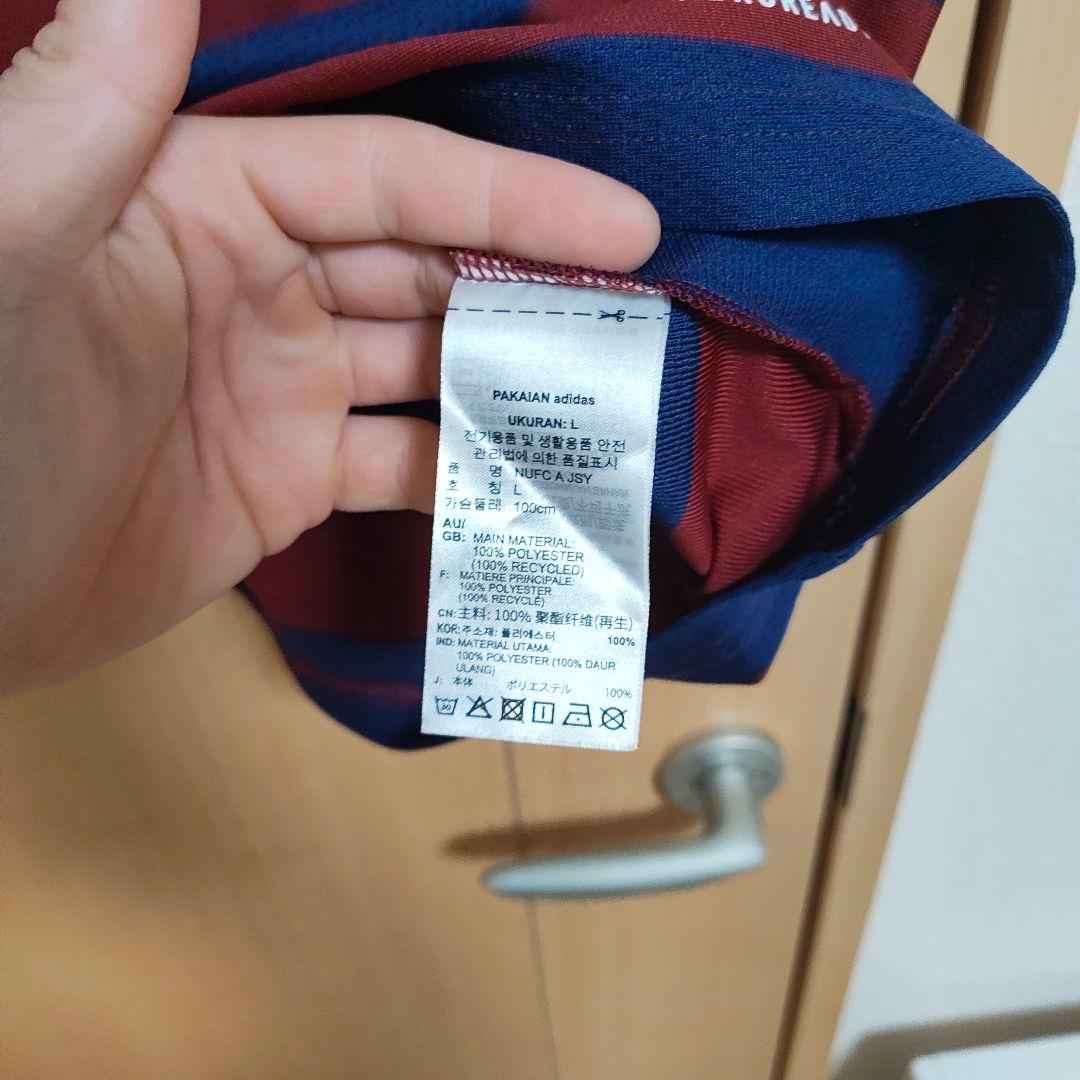 PAKAIAN adidas
UKURAN: L
전기용품 및 생활용품 안전
관리법에 의한 품질표시
품 명 NUFC A JSY
호 칭 L
가슴둘레 100cm
AU/
GB: MAIN MATERIAL:
100% POLYESTER
(100% RECYCLED)
F: MATIERE PRINCIPALE:
100% POLYESTER
(100% RECYCLÉ)
CN: 主料: 100% 聚酯纤维(再生)
KOR: 주소재: 폴리에스터 100%
IND: MATERIAL UTAMA:
100% POLYESTER (100% DAUR
ULANG)
J: 本体 ポリエステル 100%